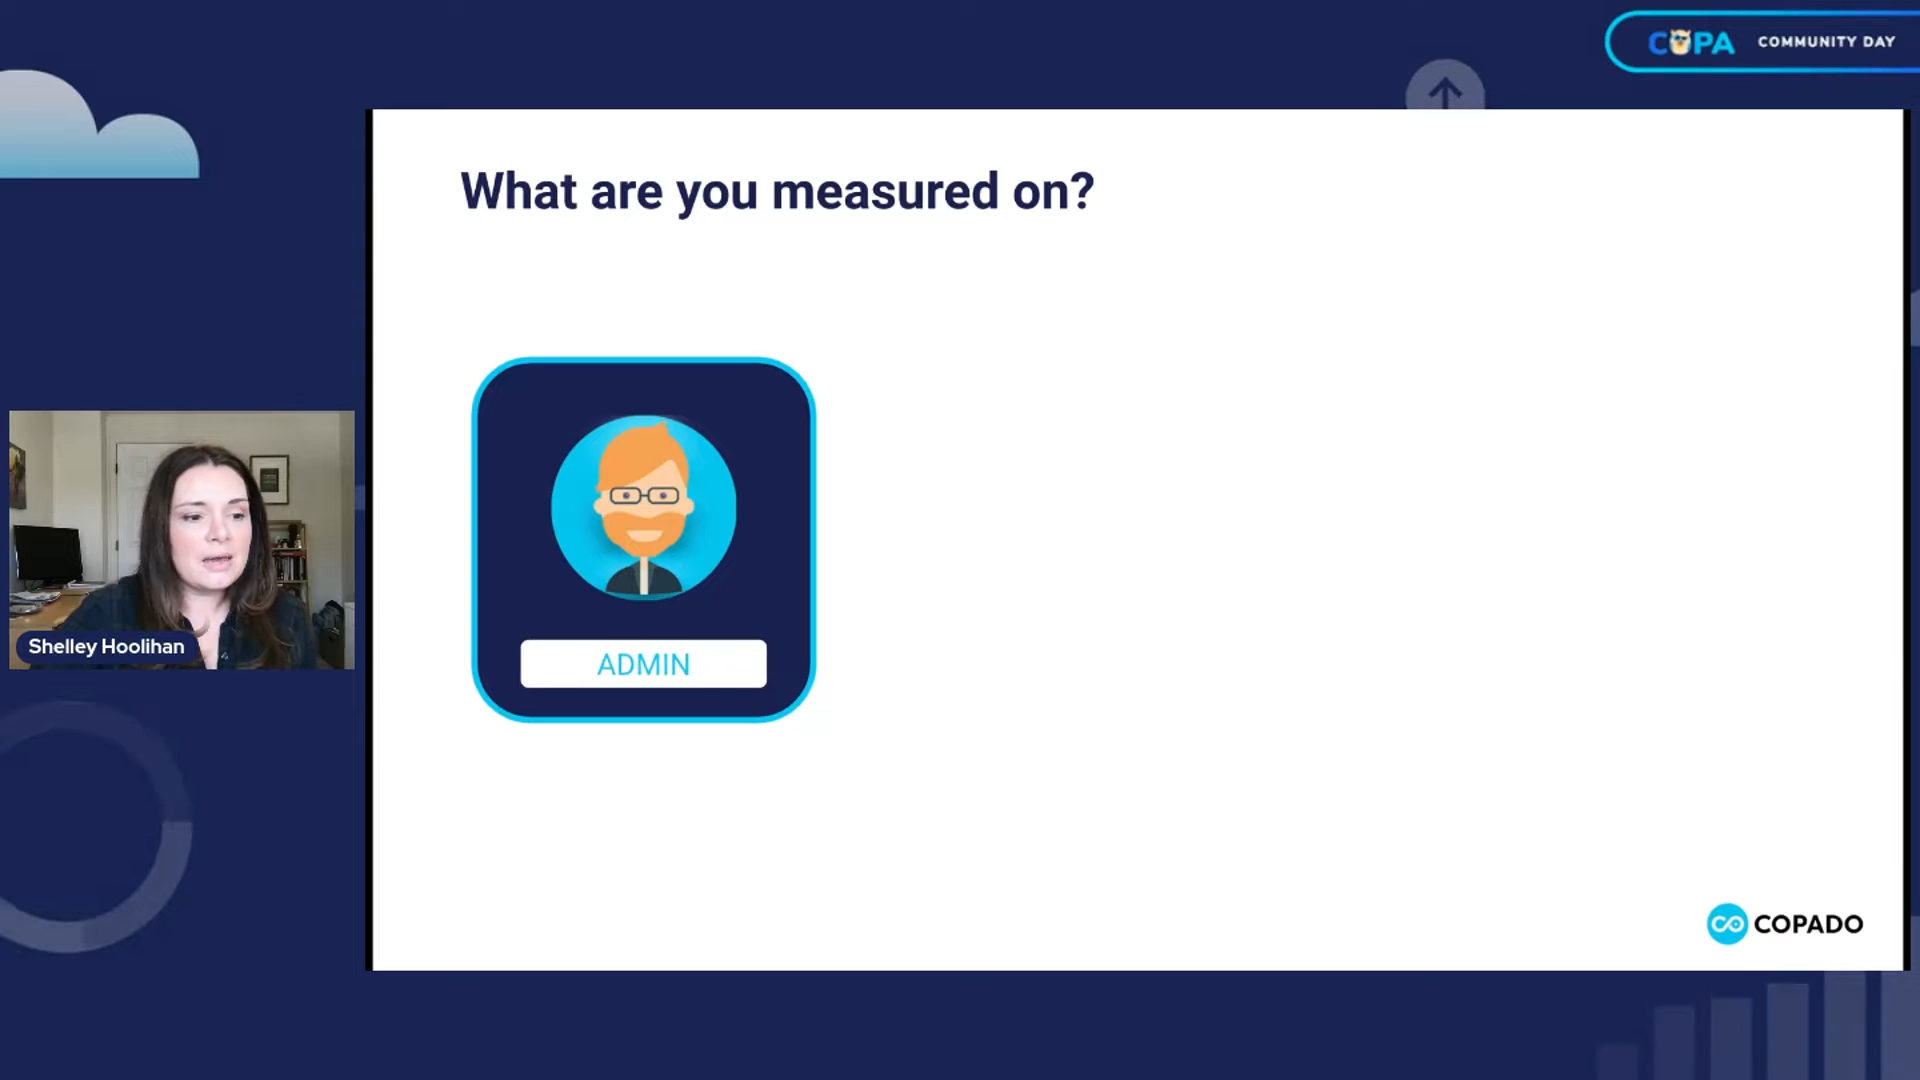 COPA COMMUNITY DAY
What are you measured on?
ADMIN
Shelley Hoolihan
COPADO